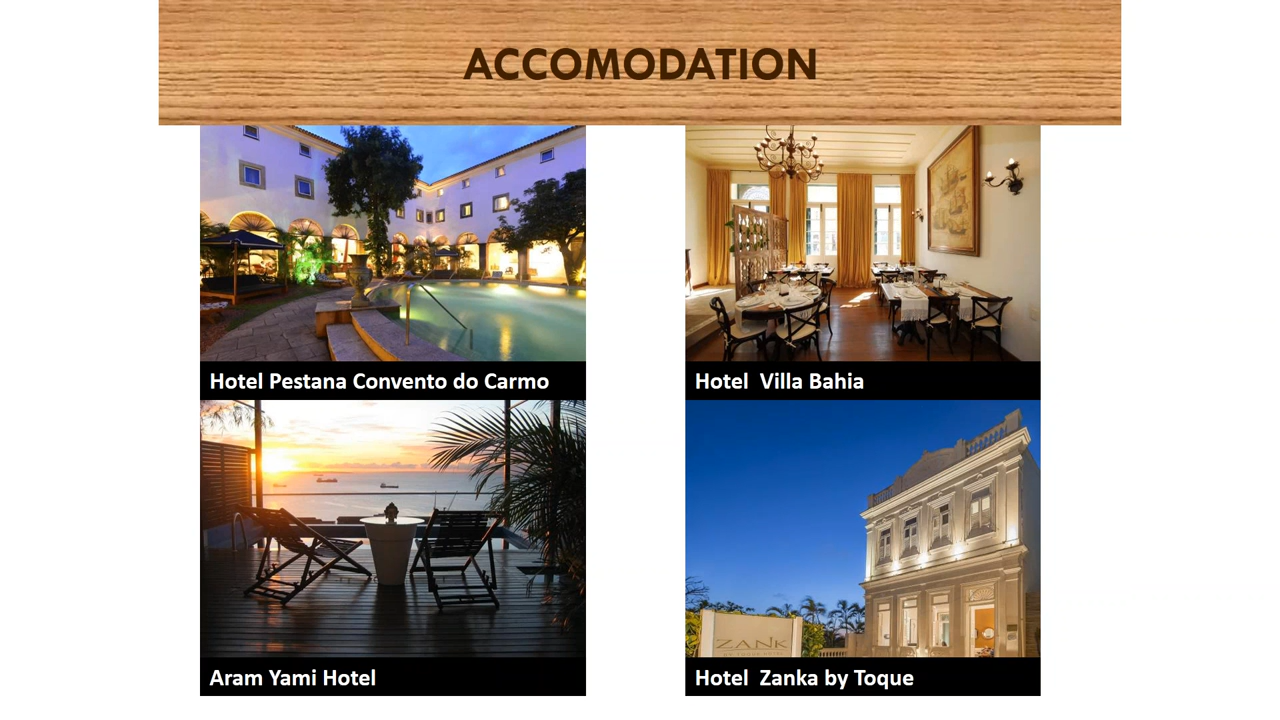 ACCOMODATION
Hotel Pestana Convento do Carmo
Hotel  Villa Bahia
ZANK
Aram Yami Hotel
Hotel  Zanka by Toque